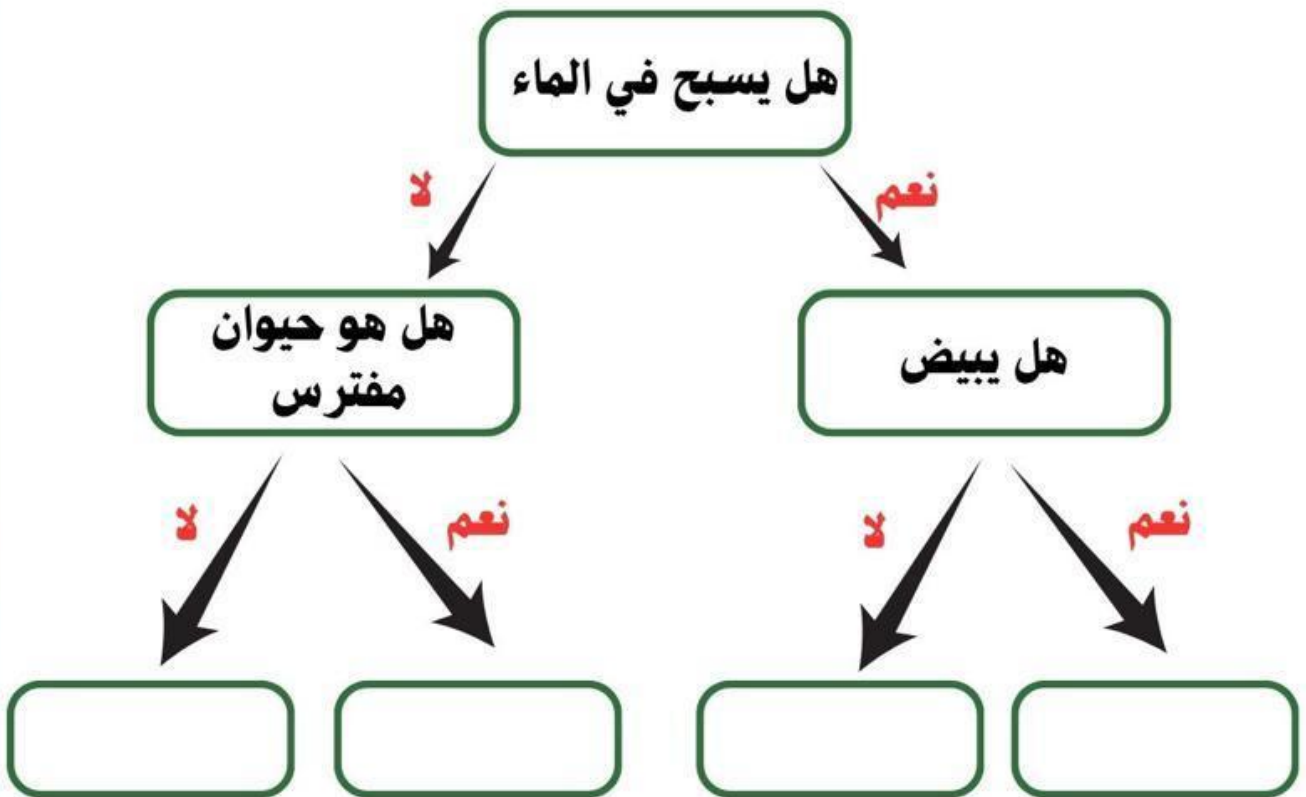 هل يسبح في الماء
نعم
لا
هل يبيض
هل هو حيوان
مفترس
نعم
لا
نعم
لا